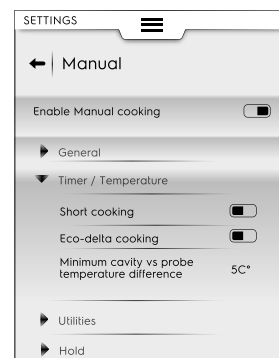 SETTINGS
Manual
Enable Manual cooking
General
Timer / Temperature
Short cooking
Eco-delta cooking
Minimum cavity vs probe
temperature difference
5C°
Utilities
Hold